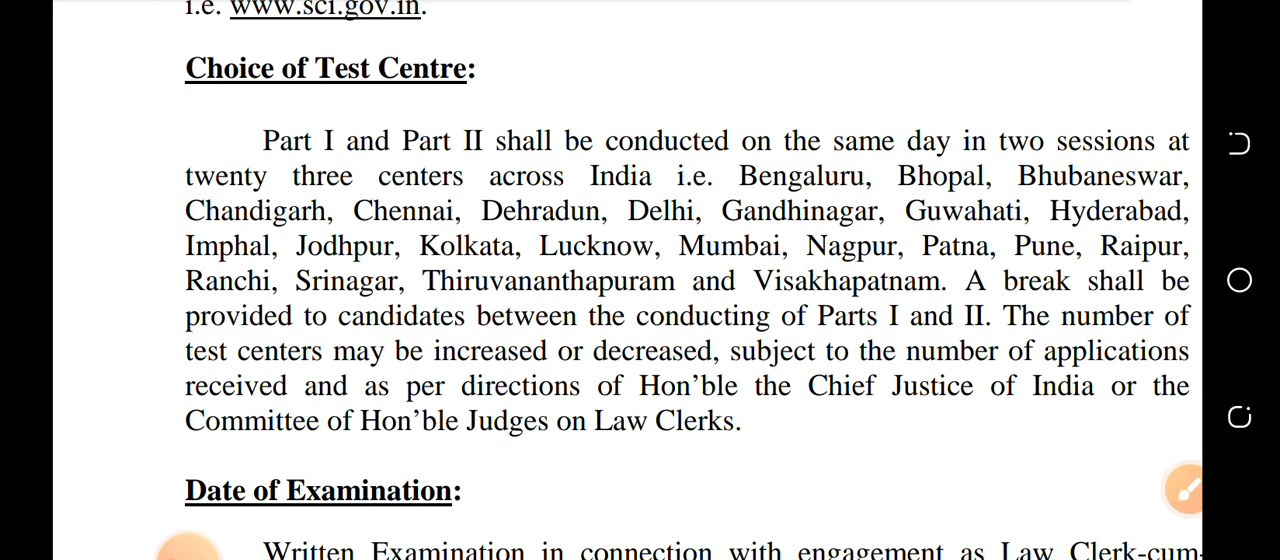 i.e. www.sci.gov.in.
Choice of Test Centre:
Part I and Part II shall be conducted on the same day in two sessions at
twenty three centers across India i.e. Bengaluru, Bhopal, Bhubaneswar,
Chandigarh, Chennai, Dehradun, Delhi, Gandhinagar, Guwahati, Hyderabad,
Imphal, Jodhpur, Kolkata, Lucknow, Mumbai, Nagpur, Patna, Pune, Raipur,
Ranchi, Srinagar, Thiruvananthapuram and Visakhapatnam. A break shall be
provided to candidates between the conducting of Parts I and II. The number of
test centers may be increased or decreased, subject to the number of applications
received and as per directions of Hon’ble the Chief Justice of India or the
Committee of Hon’ble Judges on Law Clerks.
Date of Examination:
Written Examination in connection with engagement as Law Clerk-cum-